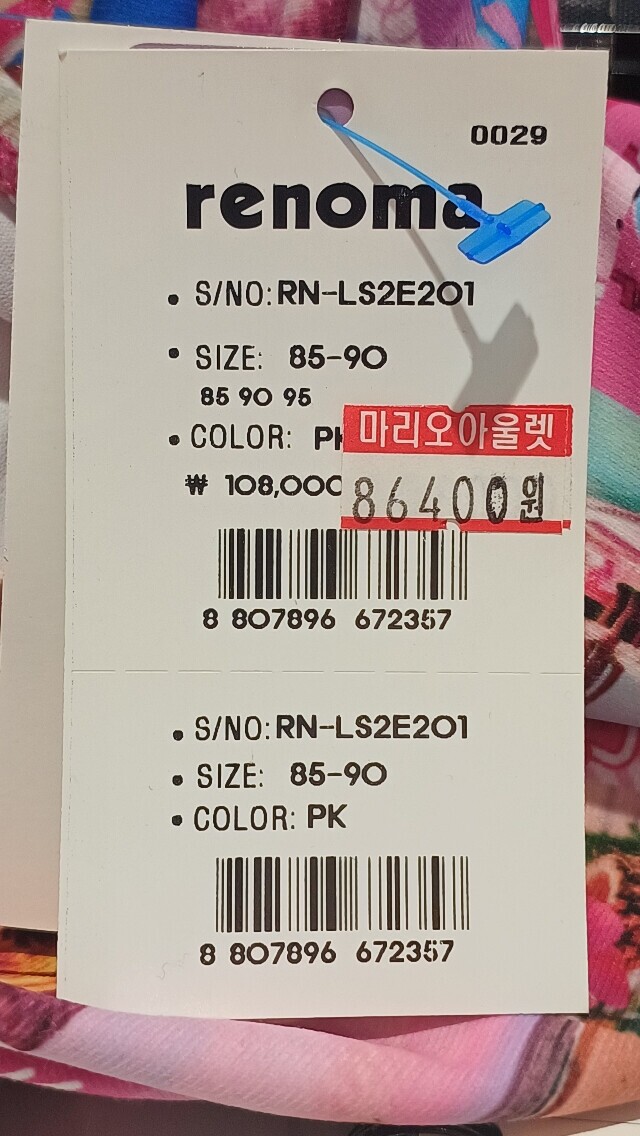 0029
renoma
• S/NO: RN-LS2E201
• SIZE: 85-90
85 90 95
• COLOR: PK
마리오아울렛
₩ 108,000
86400원
8 807896 672357
• S/NO: RN-LS2E201
• SIZE: 85-90
• COLOR: PK
8 807896 672357